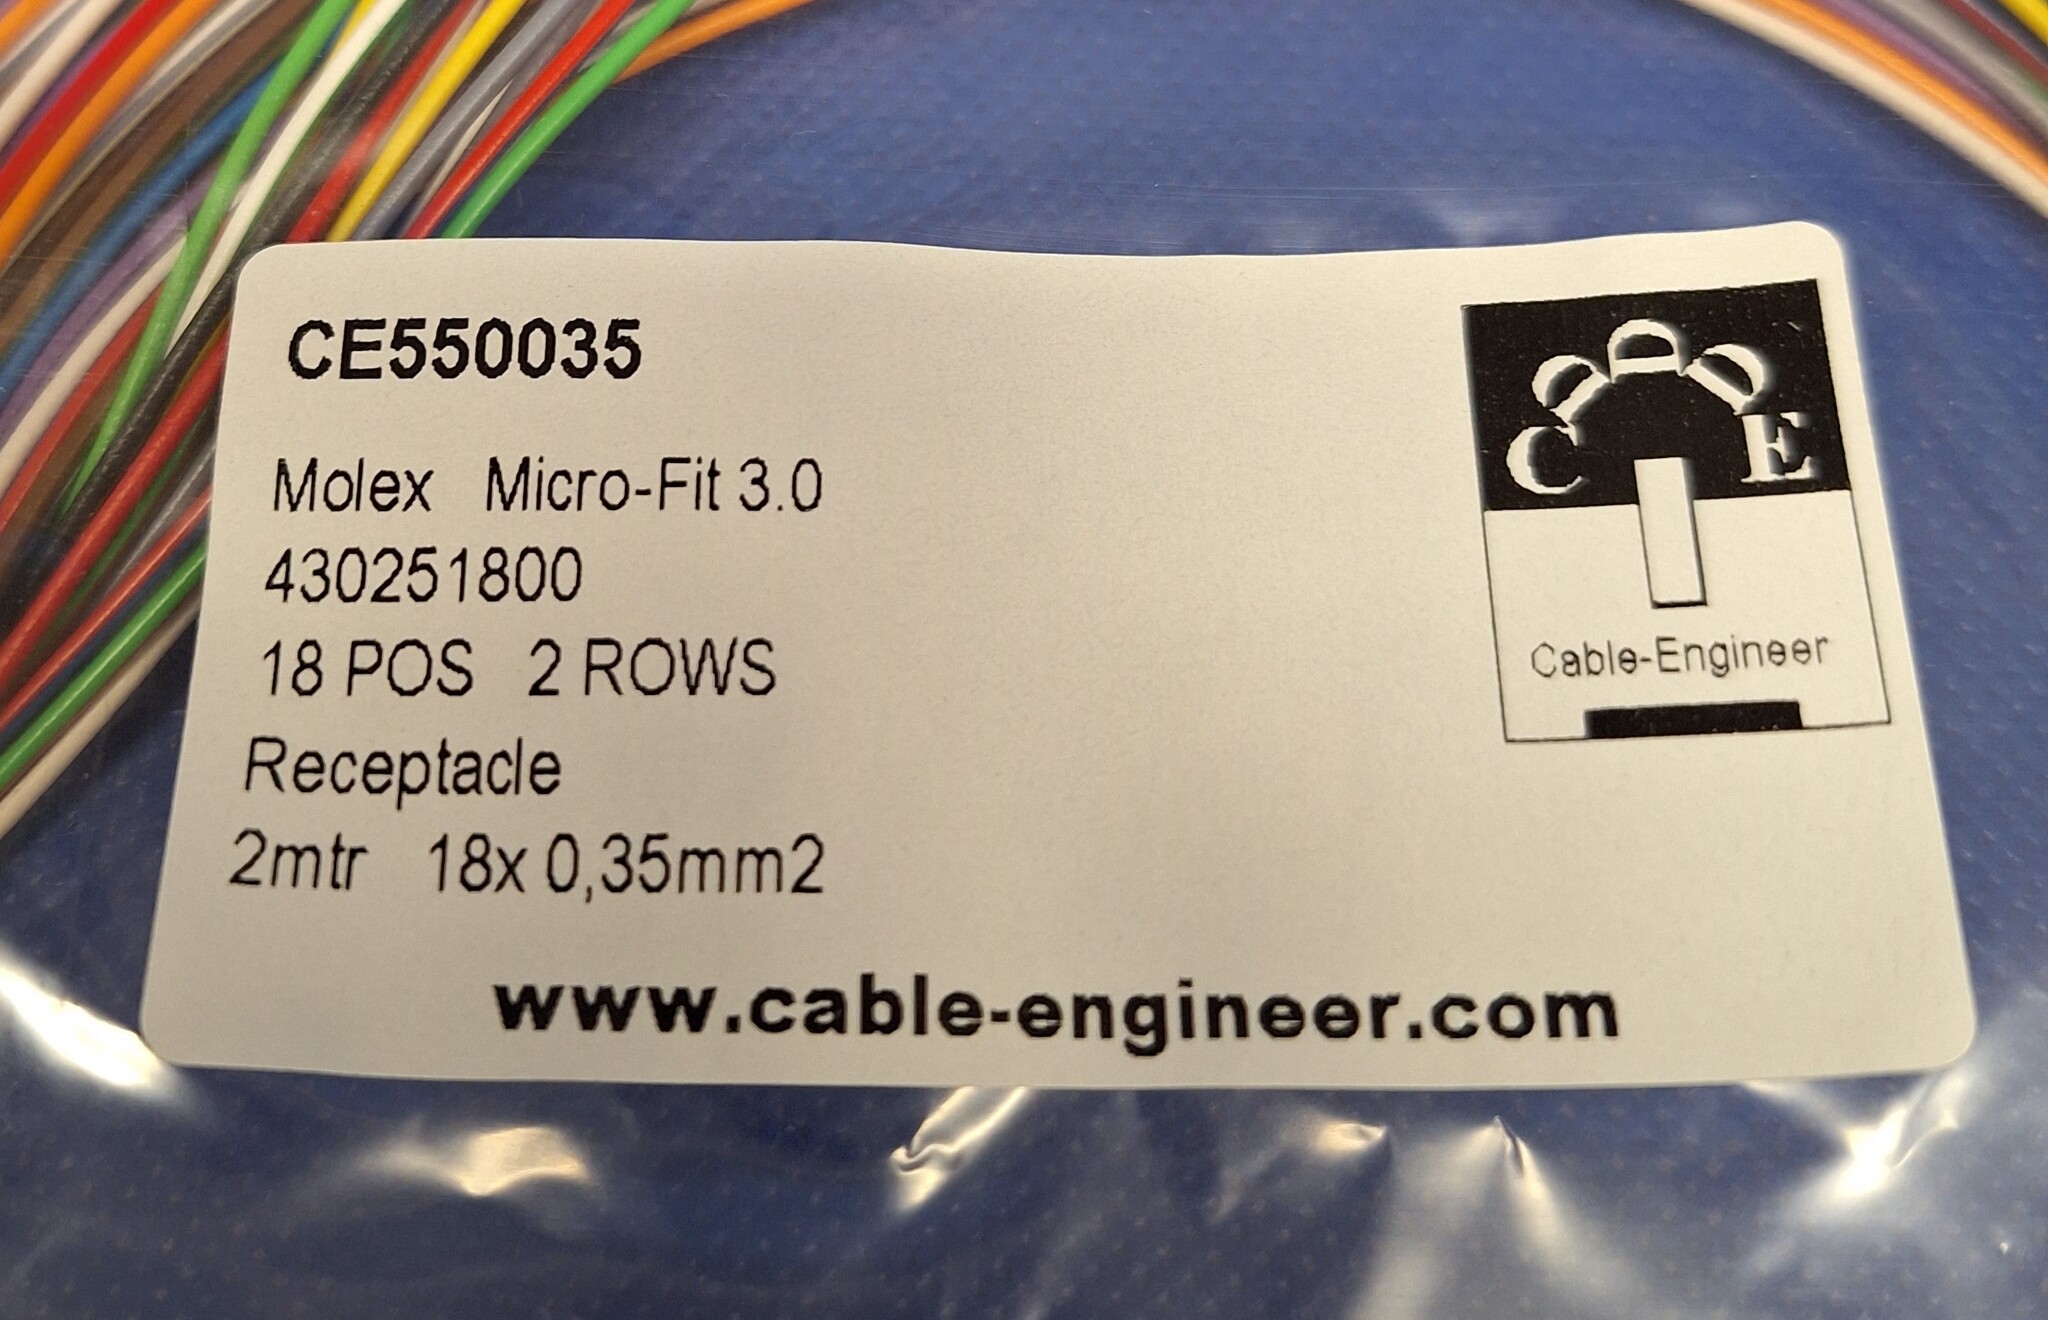 CE550035
Molex Micro-Fit 3.0
430251800
18 POS 2 ROWS
Receptacle
2mtr 18x 0,35mm2
C E
Cable-Engineer
www.cable-engineer.com